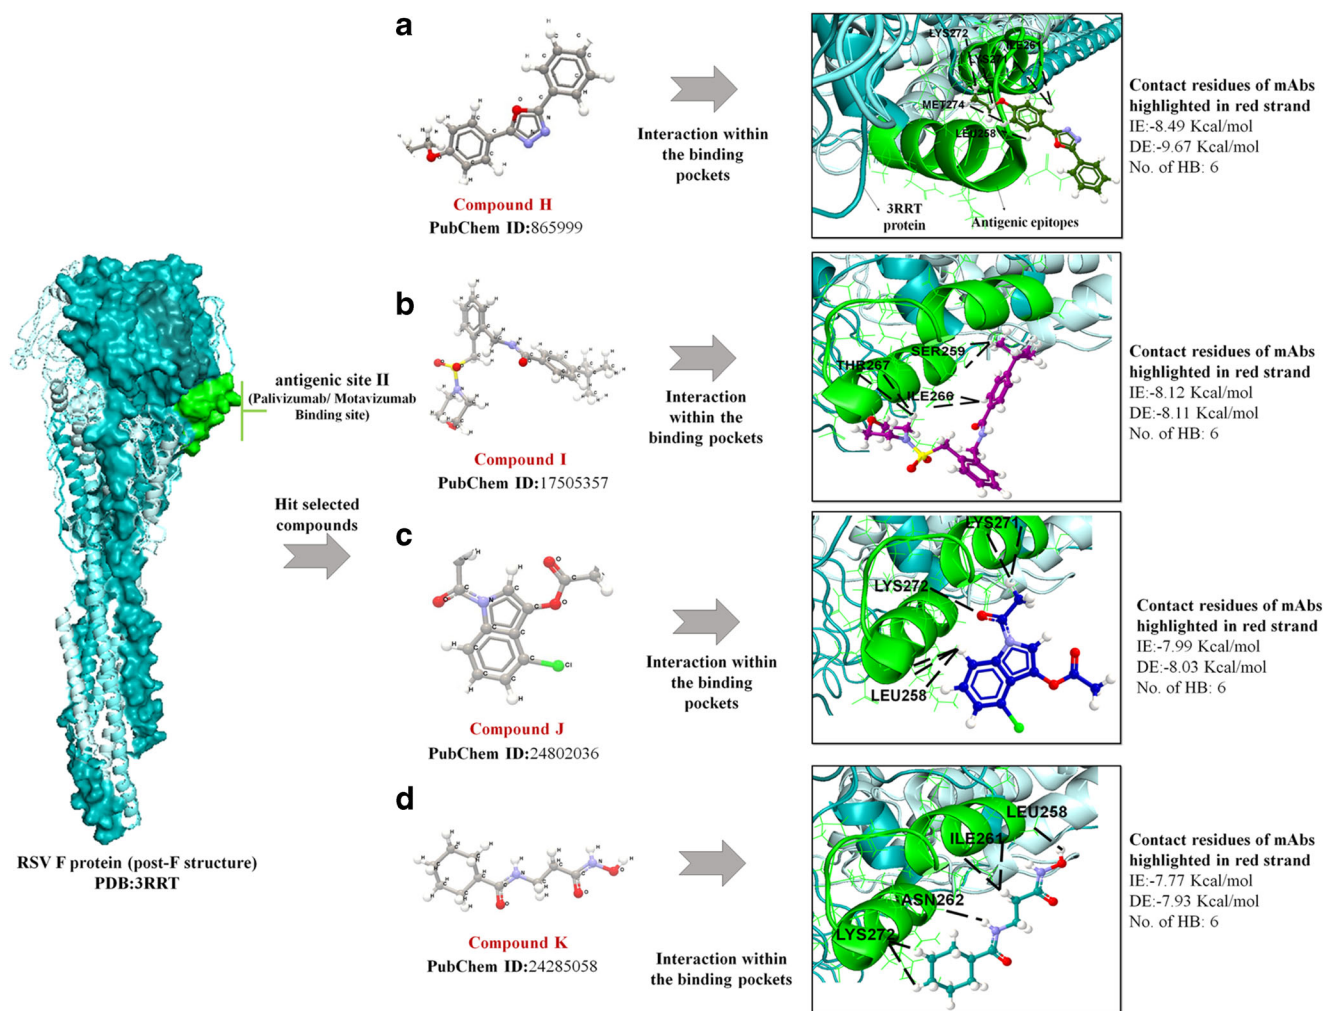 a
Compound H
PubChem ID:865999
Interaction within
the binding
pockets
LYS272
ILE261
LYS271
MET274
LEU258
3RRT
protein
Antigenic epitopes
Contact residues of mAbs
highlighted in red strand
IE:-8.49 Kcal/mol
DE:-9.67 Kcal/mol
No. of HB: 6
antigenic site II
(Palivizumab/ Motavizumab
Binding site)
RSV F protein (post-F structure)
PDB:3RRT
Hit selected
compounds
b
Compound I
PubChem ID:17505357
Interaction
within the
binding pockets
SER259
THR267
ILE260
Contact residues of mAbs
highlighted in red strand
IE:-8.12 Kcal/mol
DE:-8.11 Kcal/mol
No. of HB: 6
c
Cl
Compound J
PubChem ID:24802036
Interaction within
the binding
pockets
LYS271
LYS272
LEU258
Contact residues of mAbs
highlighted in red strand
IE:-7.99 Kcal/mol
DE:-8.03 Kcal/mol
No. of HB: 6
d
Compound K
PubChem ID:24285058
Interaction within
the binding pockets
LEU258
ILE261
ASN262
LYS272
Contact residues of mAbs
highlighted in red strand
IE:-7.77 Kcal/mol
DE:-7.93 Kcal/mol
No. of HB: 6